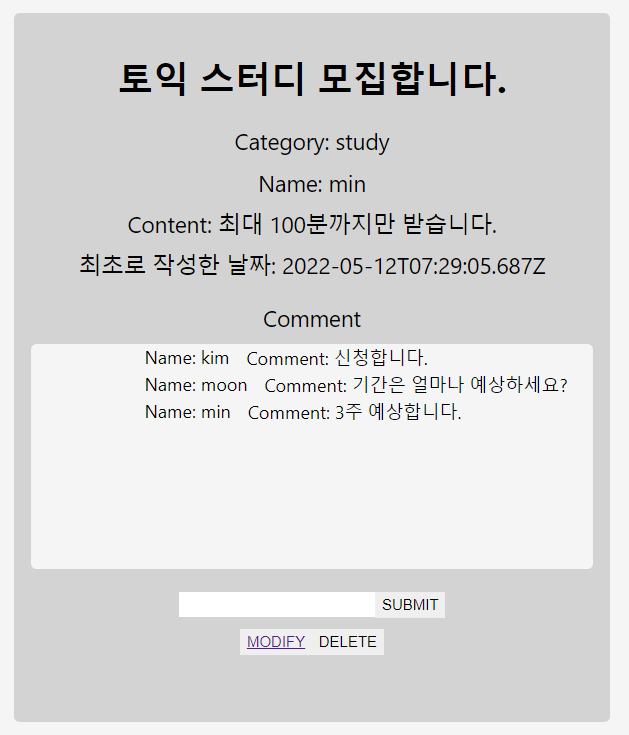 토익 스터디 모집합니다.
Category: study
Name: min
Content: 최대 100분까지만 받습니다.
최초로 작성한 날짜: 2022-05-12T07:29:05.687Z
Comment
Name: kim Comment: 신청합니다.
Name: moon Comment: 기간은 얼마나 예상하세요?
Name: min Comment: 3주 예상합니다.
SUBMIT
MODIFY DELETE